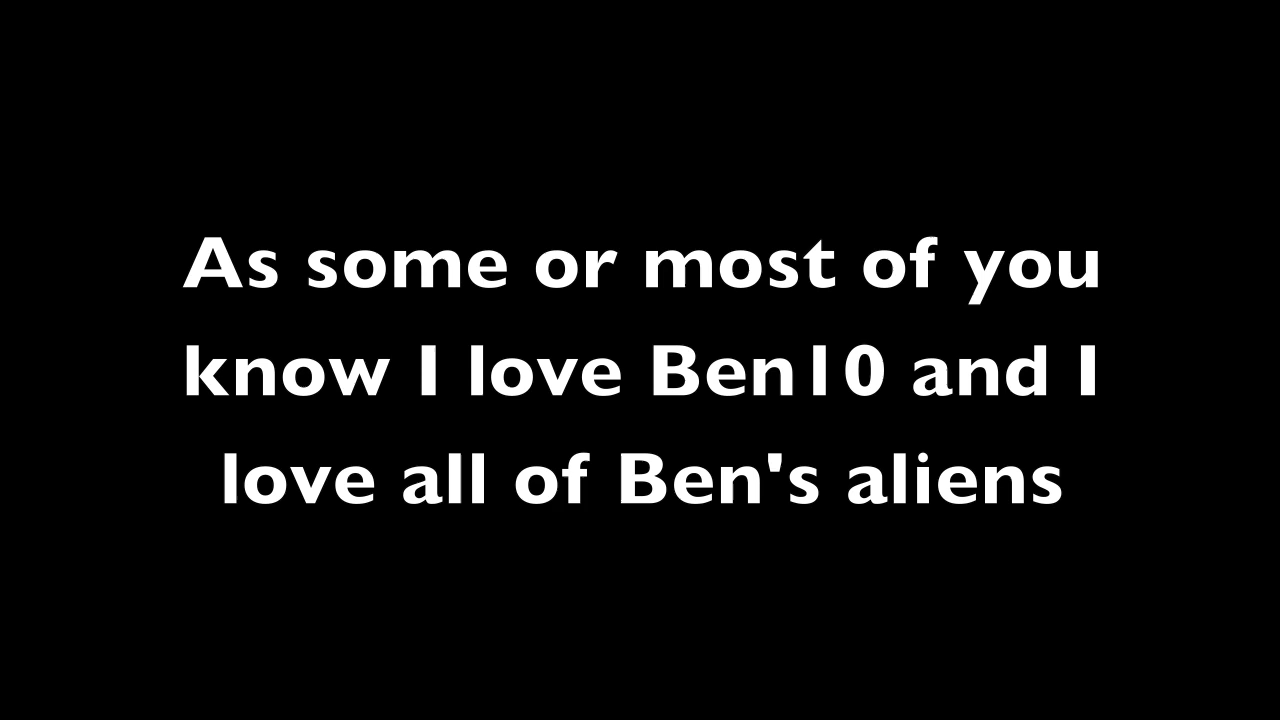 As some or most of you
know I love Ben10 and I
love all of Ben's aliens